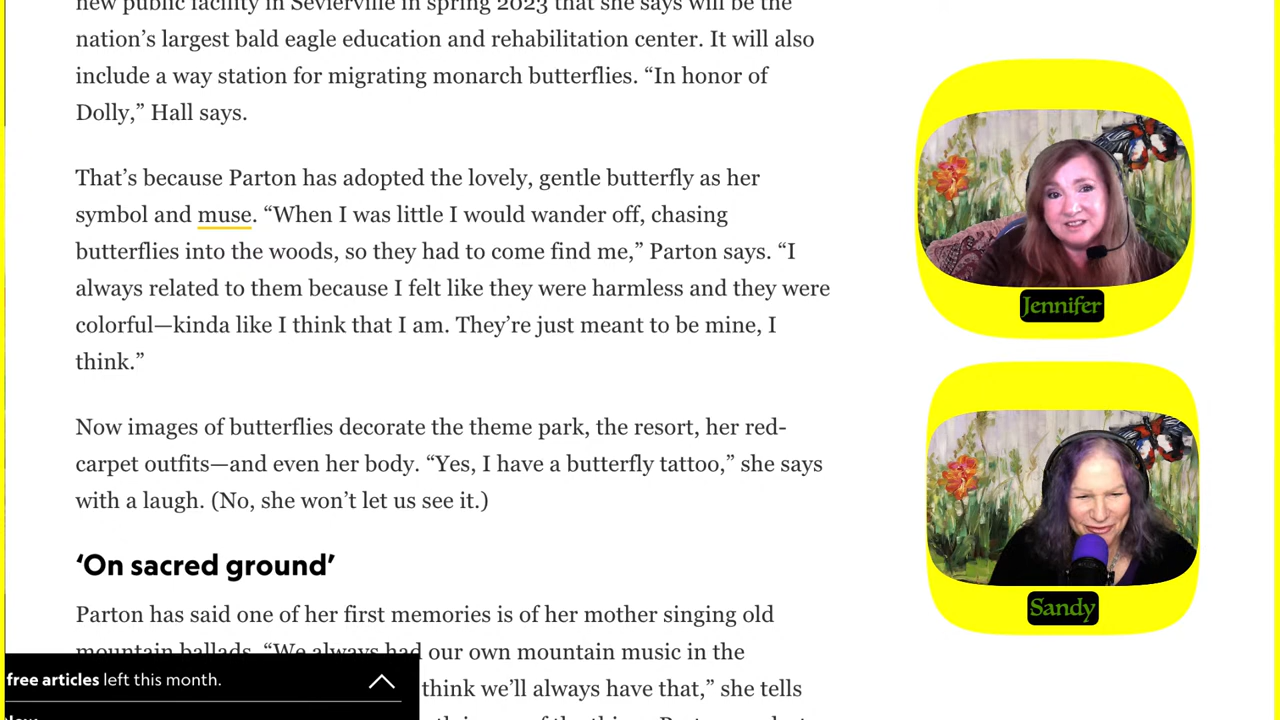 new public facility in Sevierville in spring 2023 that she says will be the
nation’s largest bald eagle education and rehabilitation center. It will also
include a way station for migrating monarch butterflies. “In honor of
Dolly,” Hall says.
That’s because Parton has adopted the lovely, gentle butterfly as her
symbol and muse. “When I was little I would wander off, chasing
butterflies into the woods, so they had to come find me,” Parton says. “I
always related to them because I felt like they were harmless and they were
colorful—kinda like I think that I am. They’re just meant to be mine, I
think.”
Now images of butterflies decorate the theme park, the resort, her red-
carpet outfits—and even her body. “Yes, I have a butterfly tattoo,” she says
with a laugh. (No, she won’t let us see it.)
‘On sacred ground’
Parton has said one of her first memories is of her mother singing old
mountain ballads. “We always had our own mountain music in the
think we’ll always have that,” she tells
free articles left this month.
Jennifer
Sandy